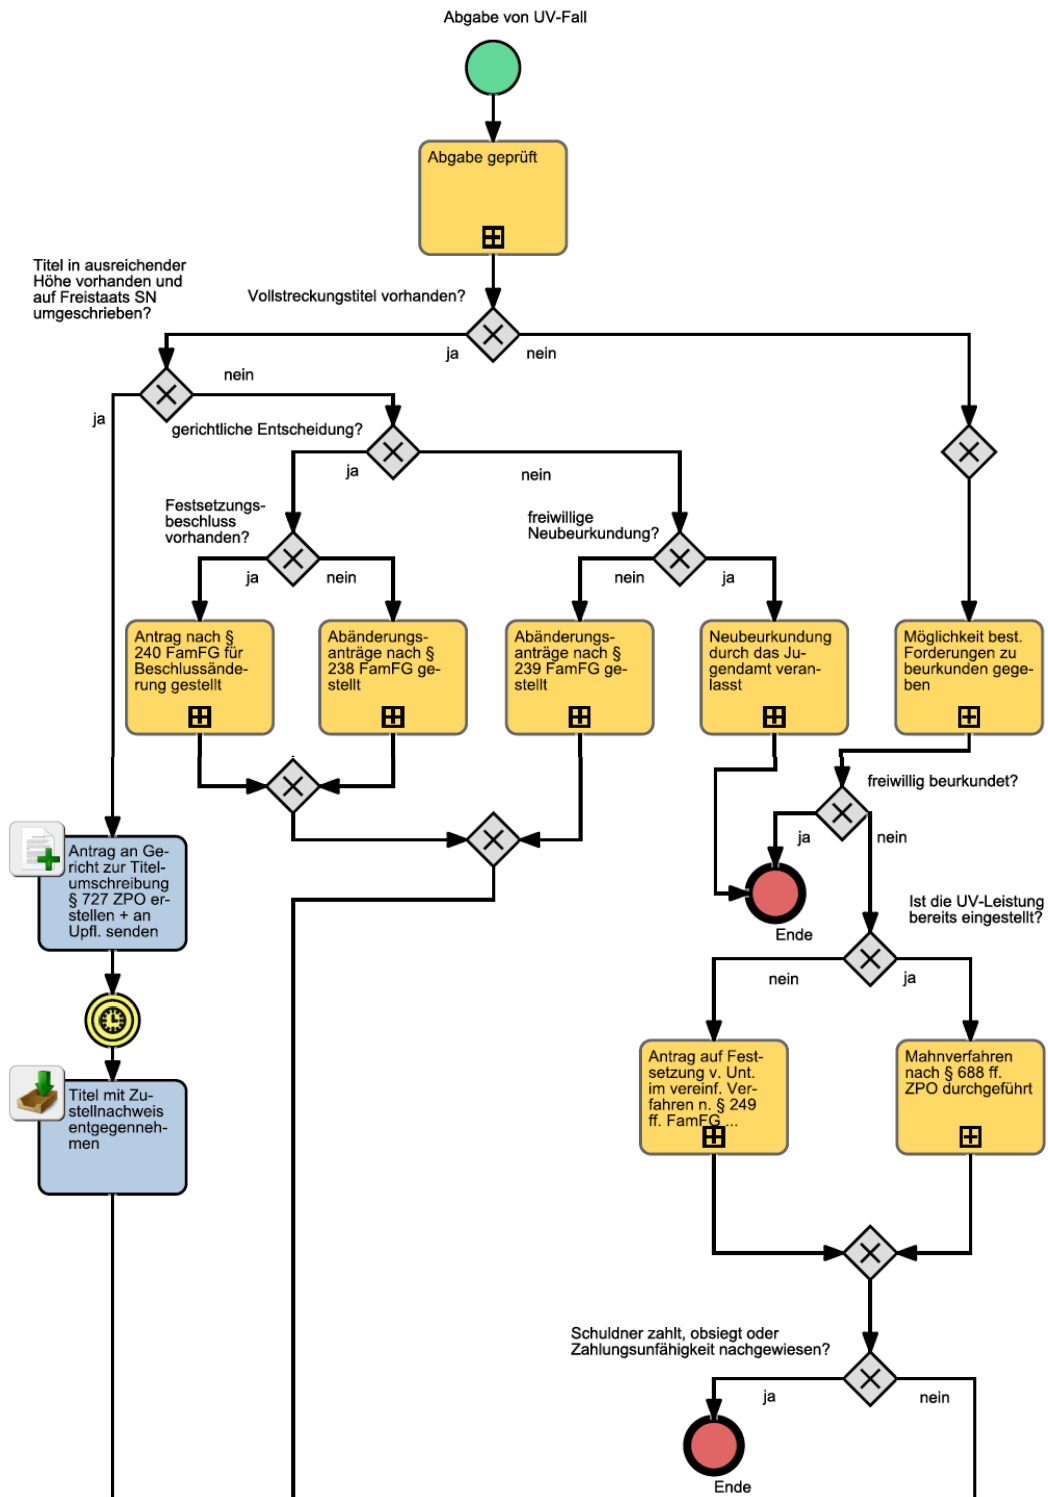 Abgabe von UV-Fall
Abgabe geprüft
Titel in ausreichender
Höhe vorhanden und
auf Freistaats SN
umgeschrieben?
Vollstreckungstitel vorhanden?
ja
nein
nein
ja
gerichtliche Entscheidung?
ja
nein
Festsetzungs-
beschluss
vorhanden?
freiwillige
Neubeurkundung?
ja
nein
nein
ja
Antrag nach §
240 FamFG für
Beschlussände-
rung gestellt
Abänderungs-
anträge nach §
238 FamFG ge-
stellt
Abänderungs-
anträge nach §
239 FamFG ge-
stellt
Neubeurkundung
durch das Ju-
gendamt veran-
lasst
Möglichkeit best.
Forderungen zu
beurkunden gege-
ben
freiwillig beurkundet?
ja
nein
Antrag an Ge-
richt zur Titel-
umschreibung
§ 727 ZPO er-
stellen + an
Upfl. senden
Ende
Ist die UV-Leistung
bereits eingestellt?
nein
ja
Titel mit Zu-
stellnachweis
entgegenneh-
men
Antrag auf Fest-
setzung v. Unt.
im vereinf. Ver-
fahren n. § 249
ff. FamFG ...
Mahnverfahren
nach § 688 ff.
ZPO durchgeführt
Schuldner zahlt, obsiegt oder
Zahlungsunfähigkeit nachgewiesen?
ja
nein
Ende